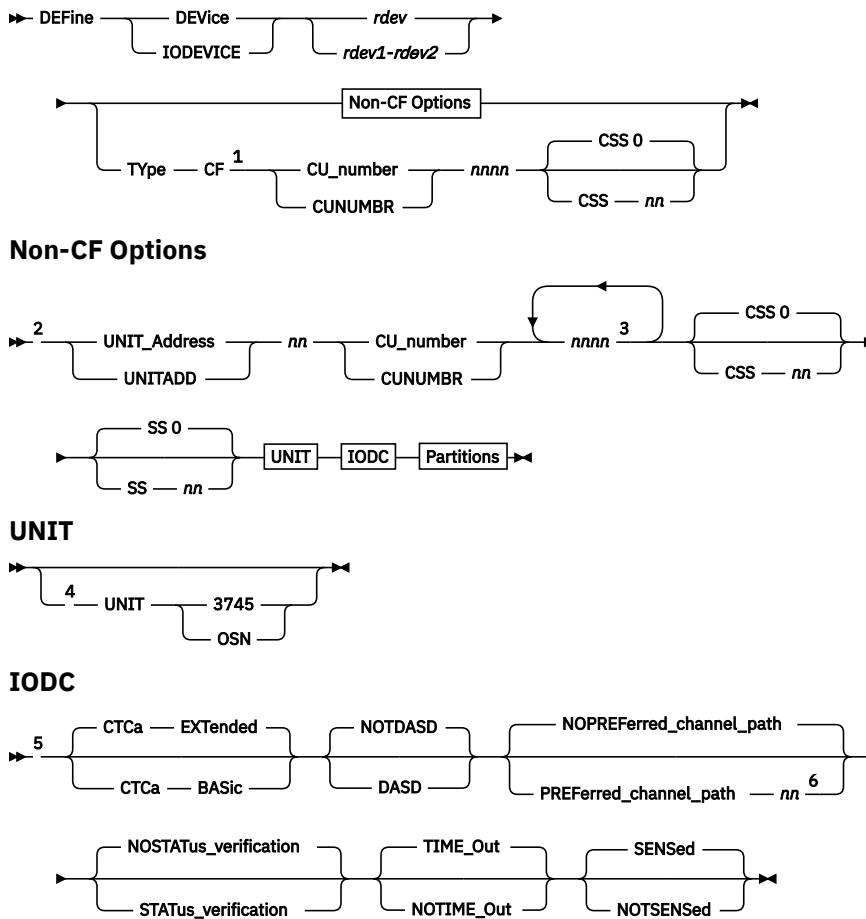 DEFine DEVice rdev
IODEVICE rdev1-rdev2
Non-CF Options
TYpe CF 1 CU_number nnnn CSS 0
CUNUMBR CSS nn
Non-CF Options
2 UNIT_Address nn CU_number nnnn 3 CSS 0
UNITADD CUNUMBR CSS nn
SS 0 UNIT IODC Partitions
SS nn
UNIT
4 UNIT 3745
OSN
IODC
5 CTCa EXTended NOTDASD NOPREFerred_channel_path
CTCa BASic DASD PREFerred_channel_path nn 6
NOSTATus_verification TIME_Out SENSed
STATus_verification NOTIME_Out NOTSENSed